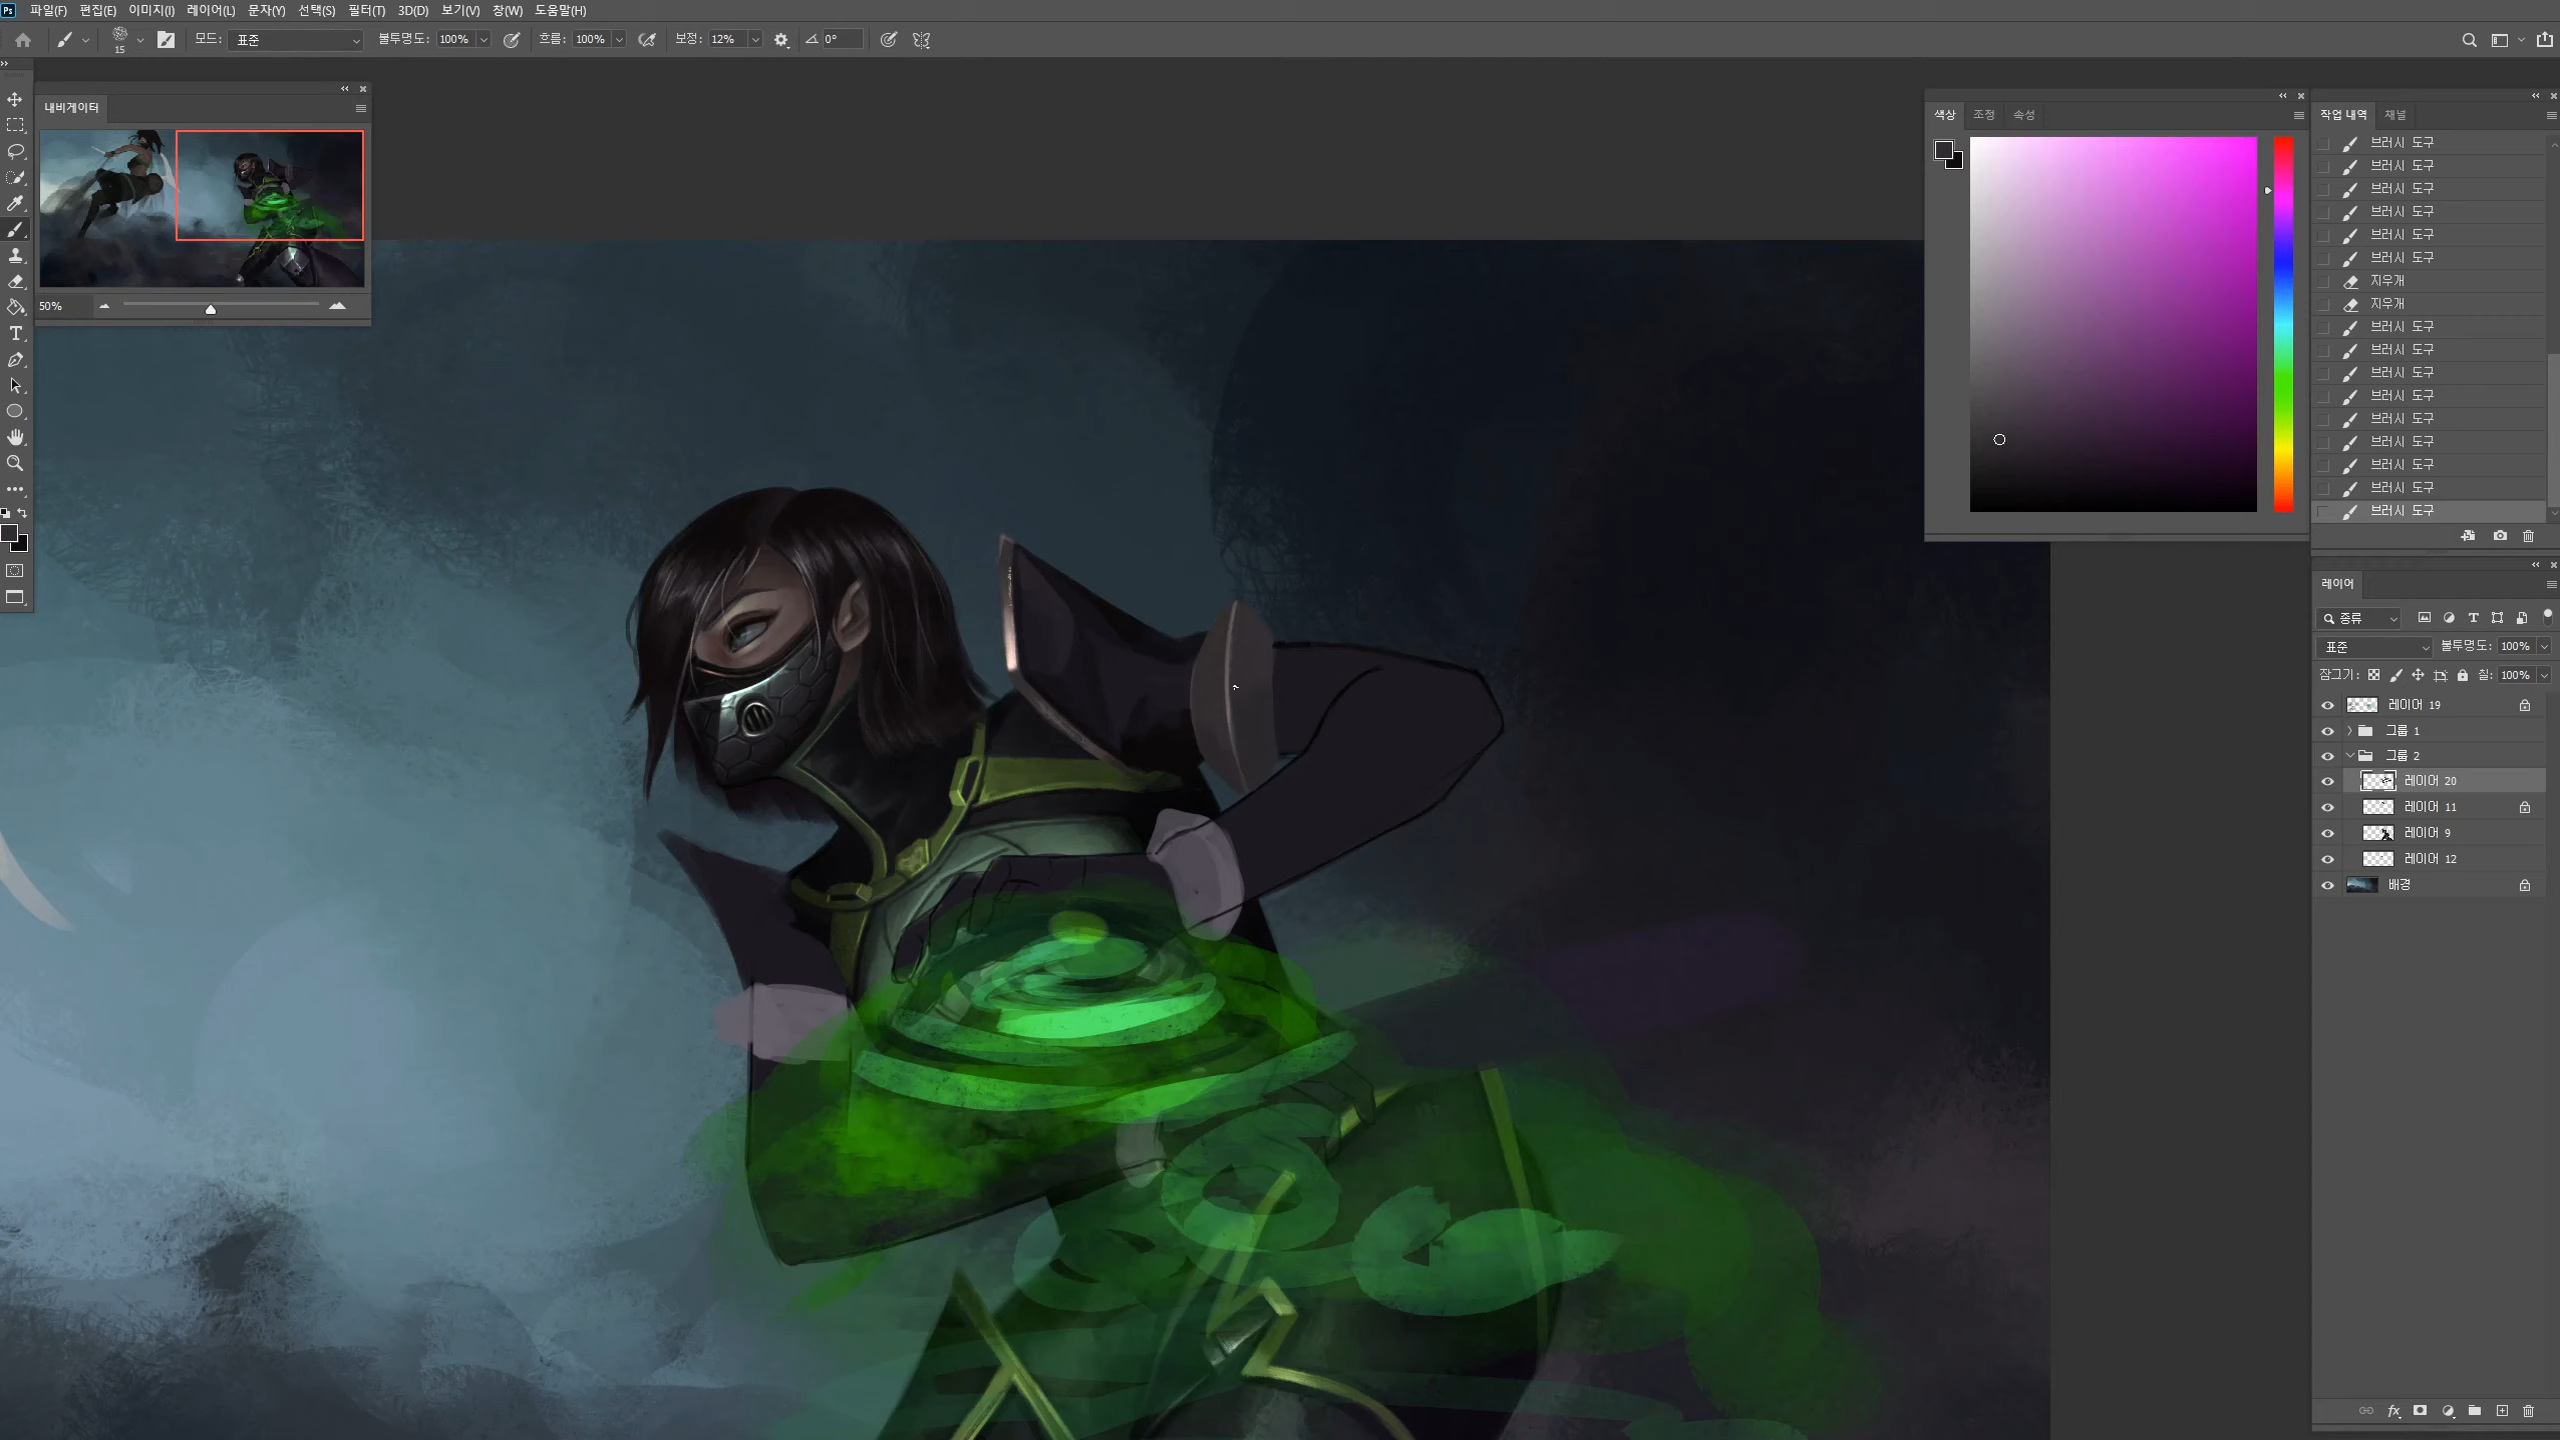 Ps 파일(F) 편집(E) 이미지(I) 레이어(L) 문자(Y) 선택(S) 필터(T) 3D(D) 보기(V) 창(W) 도움말(H)
15 모드: 표준 불투명도: 100% 흐름: 100% 보정: 12% 0°
내비게이터
50%
색상 조정 속성
작업 내역 채널
브러시 도구
브러시 도구
브러시 도구
브러시 도구
브러시 도구
브러시 도구
지우개
지우개
브러시 도구
브러시 도구
브러시 도구
브러시 도구
브러시 도구
브러시 도구
브러시 도구
브러시 도구
브러시 도구
레이어
종류
표준 불투명도: 100%
잠그기: 칠: 100%
레이어 19
그룹 1
그룹 2
레이어 20
레이어 11
레이어 9
레이어 12
배경
fx